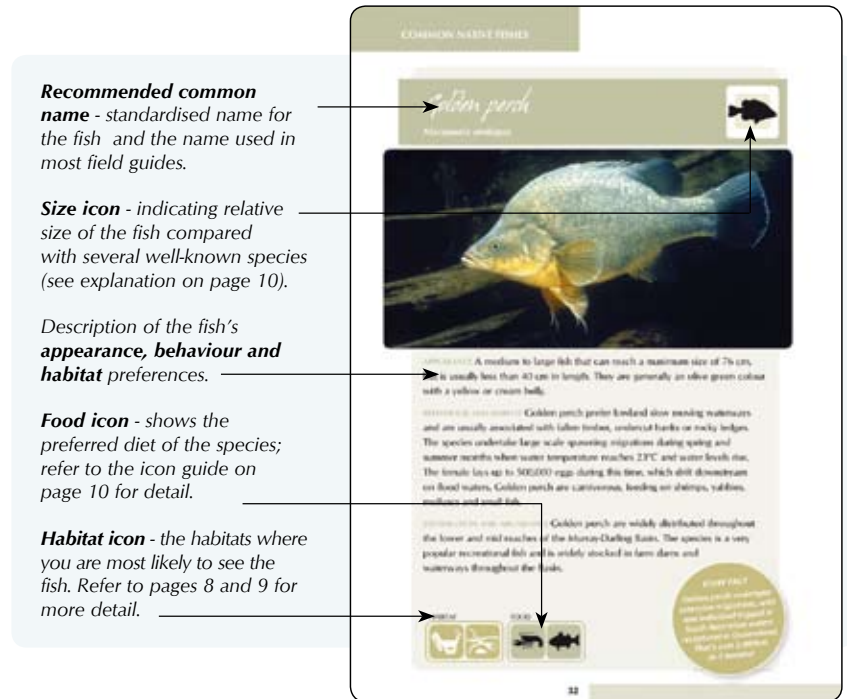 Recommended common
name - standardised name for
the fish and the name used in
most field guides.
Size icon - indicating relative
size of the fish compared
with several well-known species
(see explanation on page 10).
Description of the fish's
appearance, behaviour and
habitat preferences.
Food icon - shows the
preferred diet of the species;
refer to the icon guide on
page 10 for detail.
Habitat icon - the habitats where
you are most likely to see the
fish. Refer to pages 8 and 9 for
more detail.
COMMON NATIVE FISHES
Golden perch
APPEARANCE A medium to large fish that can reach a maximum size of 76 cm,
is usually less than 40 cm in length. They are generally an olive green colour
with a yellow or cream belly.
Golden perch prefer lowland slow moving waterways
and are usually associated with fallen timber, undercut banks or rocky ledges.
The species undertake large scale spawning migrations during spring and
summer months when water temperature reaches 23°C and water levels rise.
The female lays up to 500,000 eggs during this time, which drift downstream
on flood waters. Golden perch are carnivorous, feeding on shrimps, yabbies,
molluscs and small fish.
Golden perch are widely distributed throughout
the lower and mid reaches of the Murray-Darling Basin. The species is a very
popular recreational fish and is widely stocked in farm dams and
waterways throughout the Basin.
HABITAT
FOOD
32